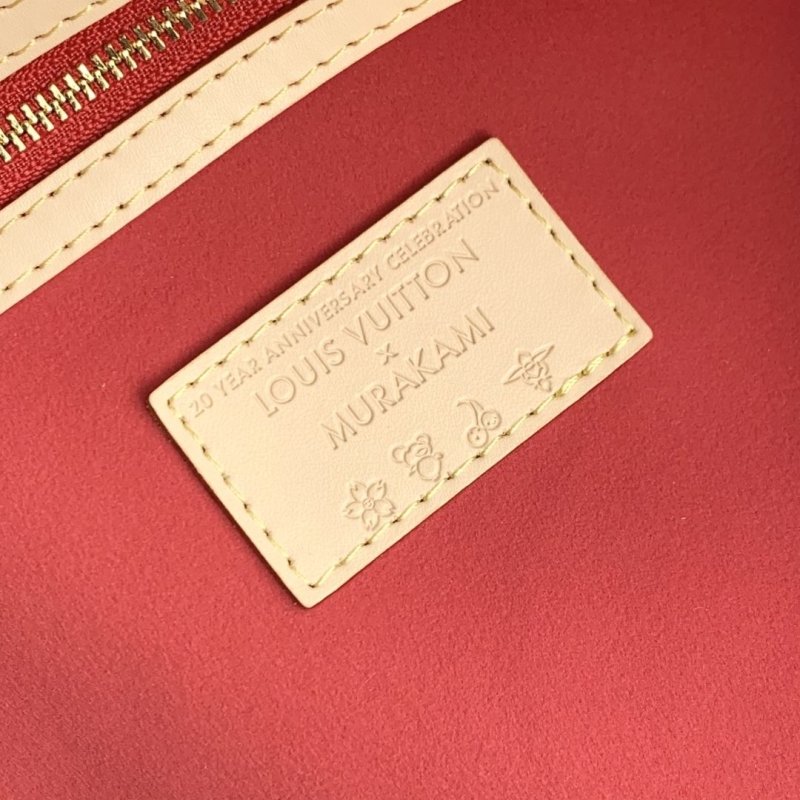 20 YEAR ANNIVERSARY CELEBRATION
LOUIS VUITTON
×
MURAKAMI